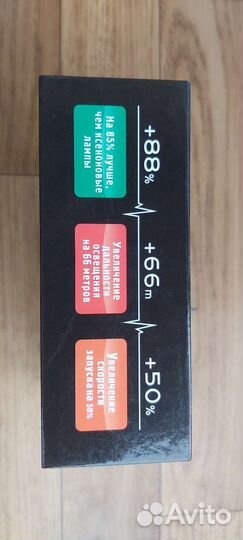 +88%
На 85% лучше,
чем ксеноновые
лампы
+66m
Увеличение
дальности
освещения
на 66 метров
+50%
Увеличение
скорости
запуска на 50%
Avito